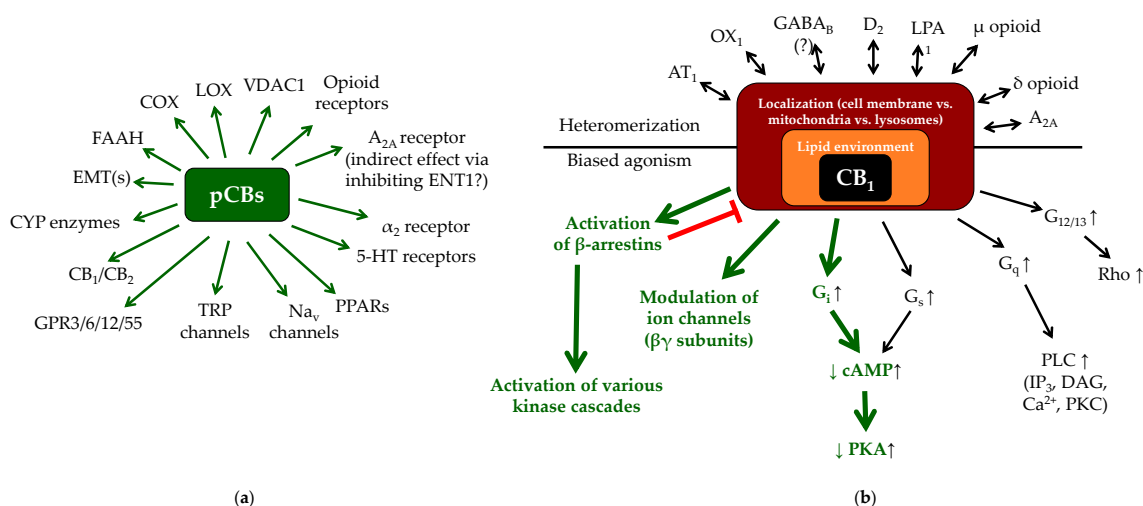 COX
LOX
VDAC1
Opioid
receptors
FAAH
A2A receptor
(indirect effect via
inhibiting ENT1?)
EMT(s)
pCBs
CYP enzymes
α2 receptor
5-HT receptors
CB1/CB2
PPARs
GPR3/6/12/55
TRP
channels
Nav
channels
(a)
AT1
OX1
GABAB
(?)
D2
LPA
1
μ opioid
δ opioid
A2A
Heteromerization
Biased agonism
Localization (cell membrane vs.
mitochondria vs. lysosomes)
Lipid environment
CB1
Activation
of β-arrestins
Modulation of
ion channels
(βγ subunits)
Gi ↑
Gs ↑
Gq ↑
G12/13 ↑
Rho ↑
Activation of various
kinase cascades
↓ cAMP↑
↓ PKA↑
PLC ↑
(IP3, DAG,
Ca2+, PKC)
(b)